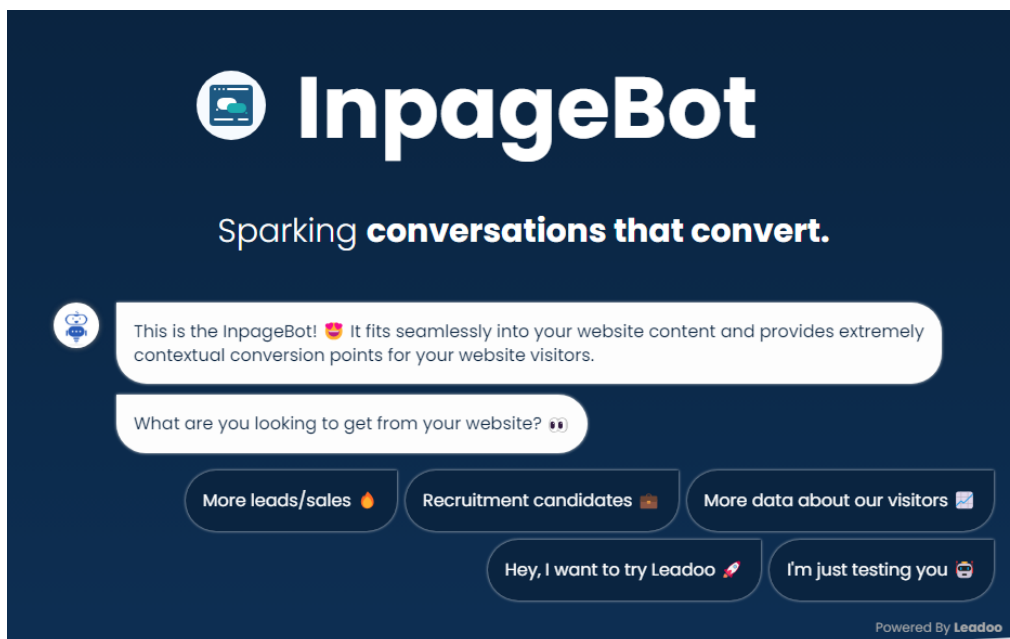 InpageBot
Sparking conversations that convert.
This is the InpageBot! 😍 It fits seamlessly into your website content and provides extremely
contextual conversion points for your website visitors.
What are you looking to get from your website? 👀
More leads/sales 🔥 Recruitment candidates 💼 More data about our visitors 📈
Hey, I want to try Leadoo 🚀 I'm just testing you 🤖
Powered By Leadoo